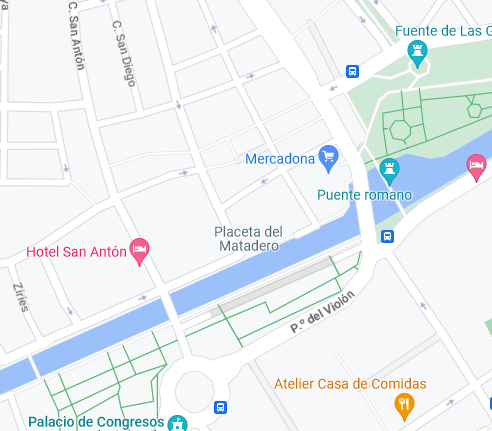 C. San Antón
C. San Diego
Fuente de Las G
Mercadona
Puente romano
Placeta del
Matadero
Hotel San Antón
Ziries
P.º del Violón
Atelier Casa de Comidas
Palacio de Congresos